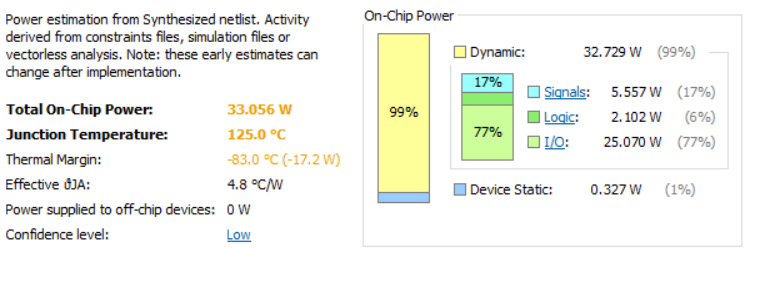 Power estimation from Synthesized netlist. Activity
derived from constraints files, simulation files or
vectorless analysis. Note: these early estimates can
change after implementation.
Total On-Chip Power: 33.056 W
Junction Temperature: 125.0 °C
Thermal Margin: -83.0 °C (-17.2 W)
Effective ϑJA: 4.8 °C/W
Power supplied to off-chip devices: 0 W
Confidence level: Low
On-Chip Power
99%
Dynamic: 32.729 W (99%)
17%
77%
Signals: 5.557 W (17%)
Logic: 2.102 W (6%)
I/O: 25.070 W (77%)
Device Static: 0.327 W (1%)